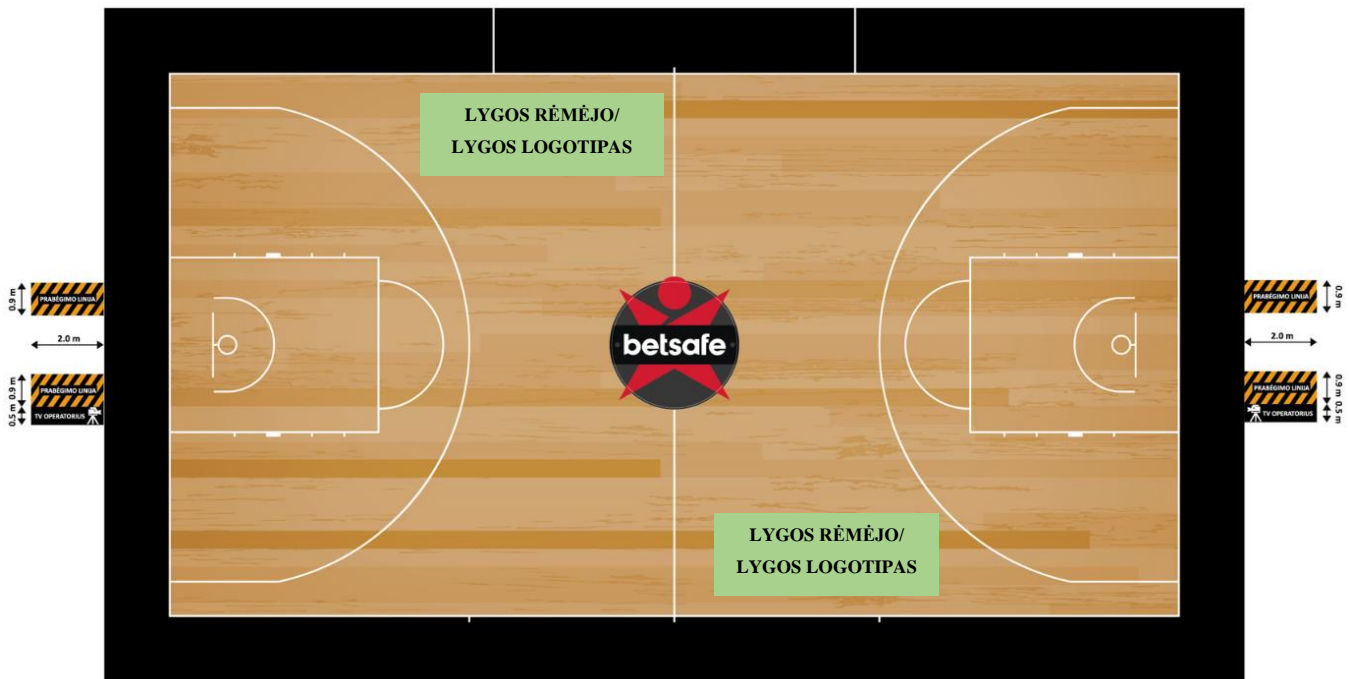 LYGOS RĖMĖJO/
LYGOS LOGOTIPAS
0.9 m
PRABĖGIMO LINIJA
2.0 m
0.9 m
PRABĖGIMO LINIJA
0.5 m
TV OPERATORIUS
betsafe
PRABĖGIMO LINIJA
0.9 m
2.0 m
PRABĖGIMO LINIJA
0.9 m
TV OPERATORIUS
0.5 m
LYGOS RĖMĖJO/
LYGOS LOGOTIPAS